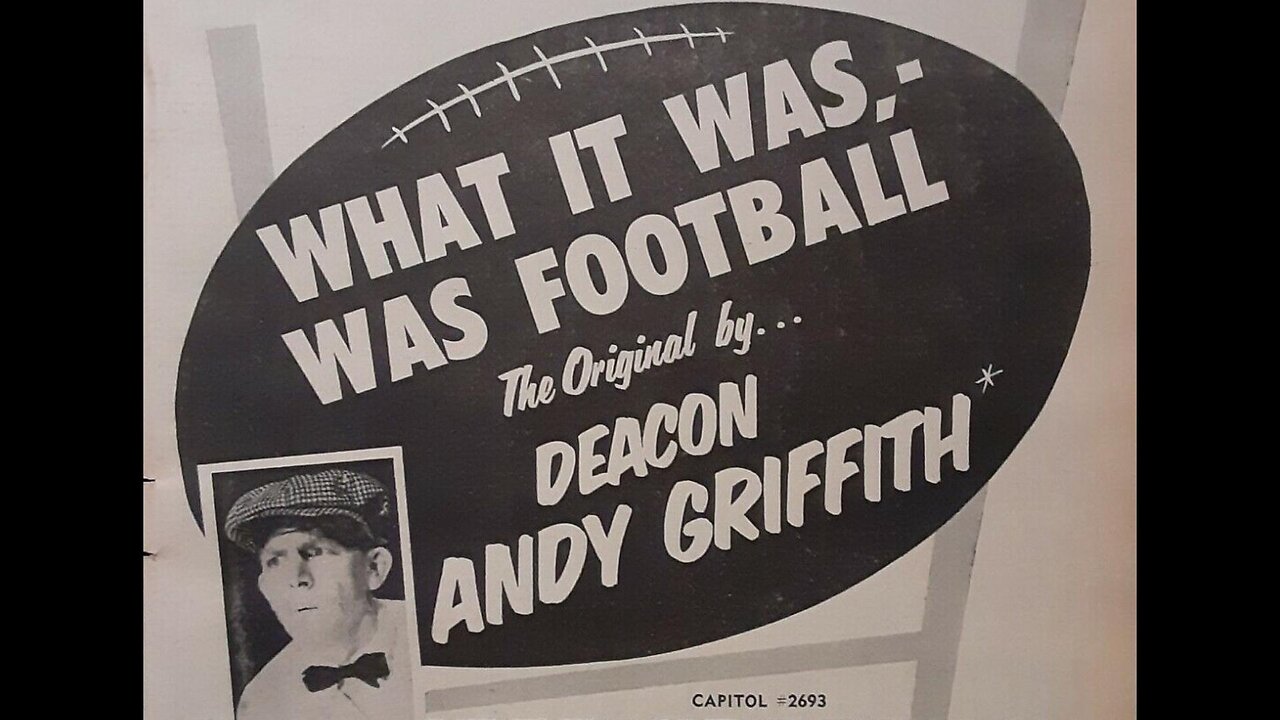 WHAT IT WAS,-
WAS FOOTBALL
The Original by...
DEACON
ANDY GRIFFITH*
CAPITOL #2693